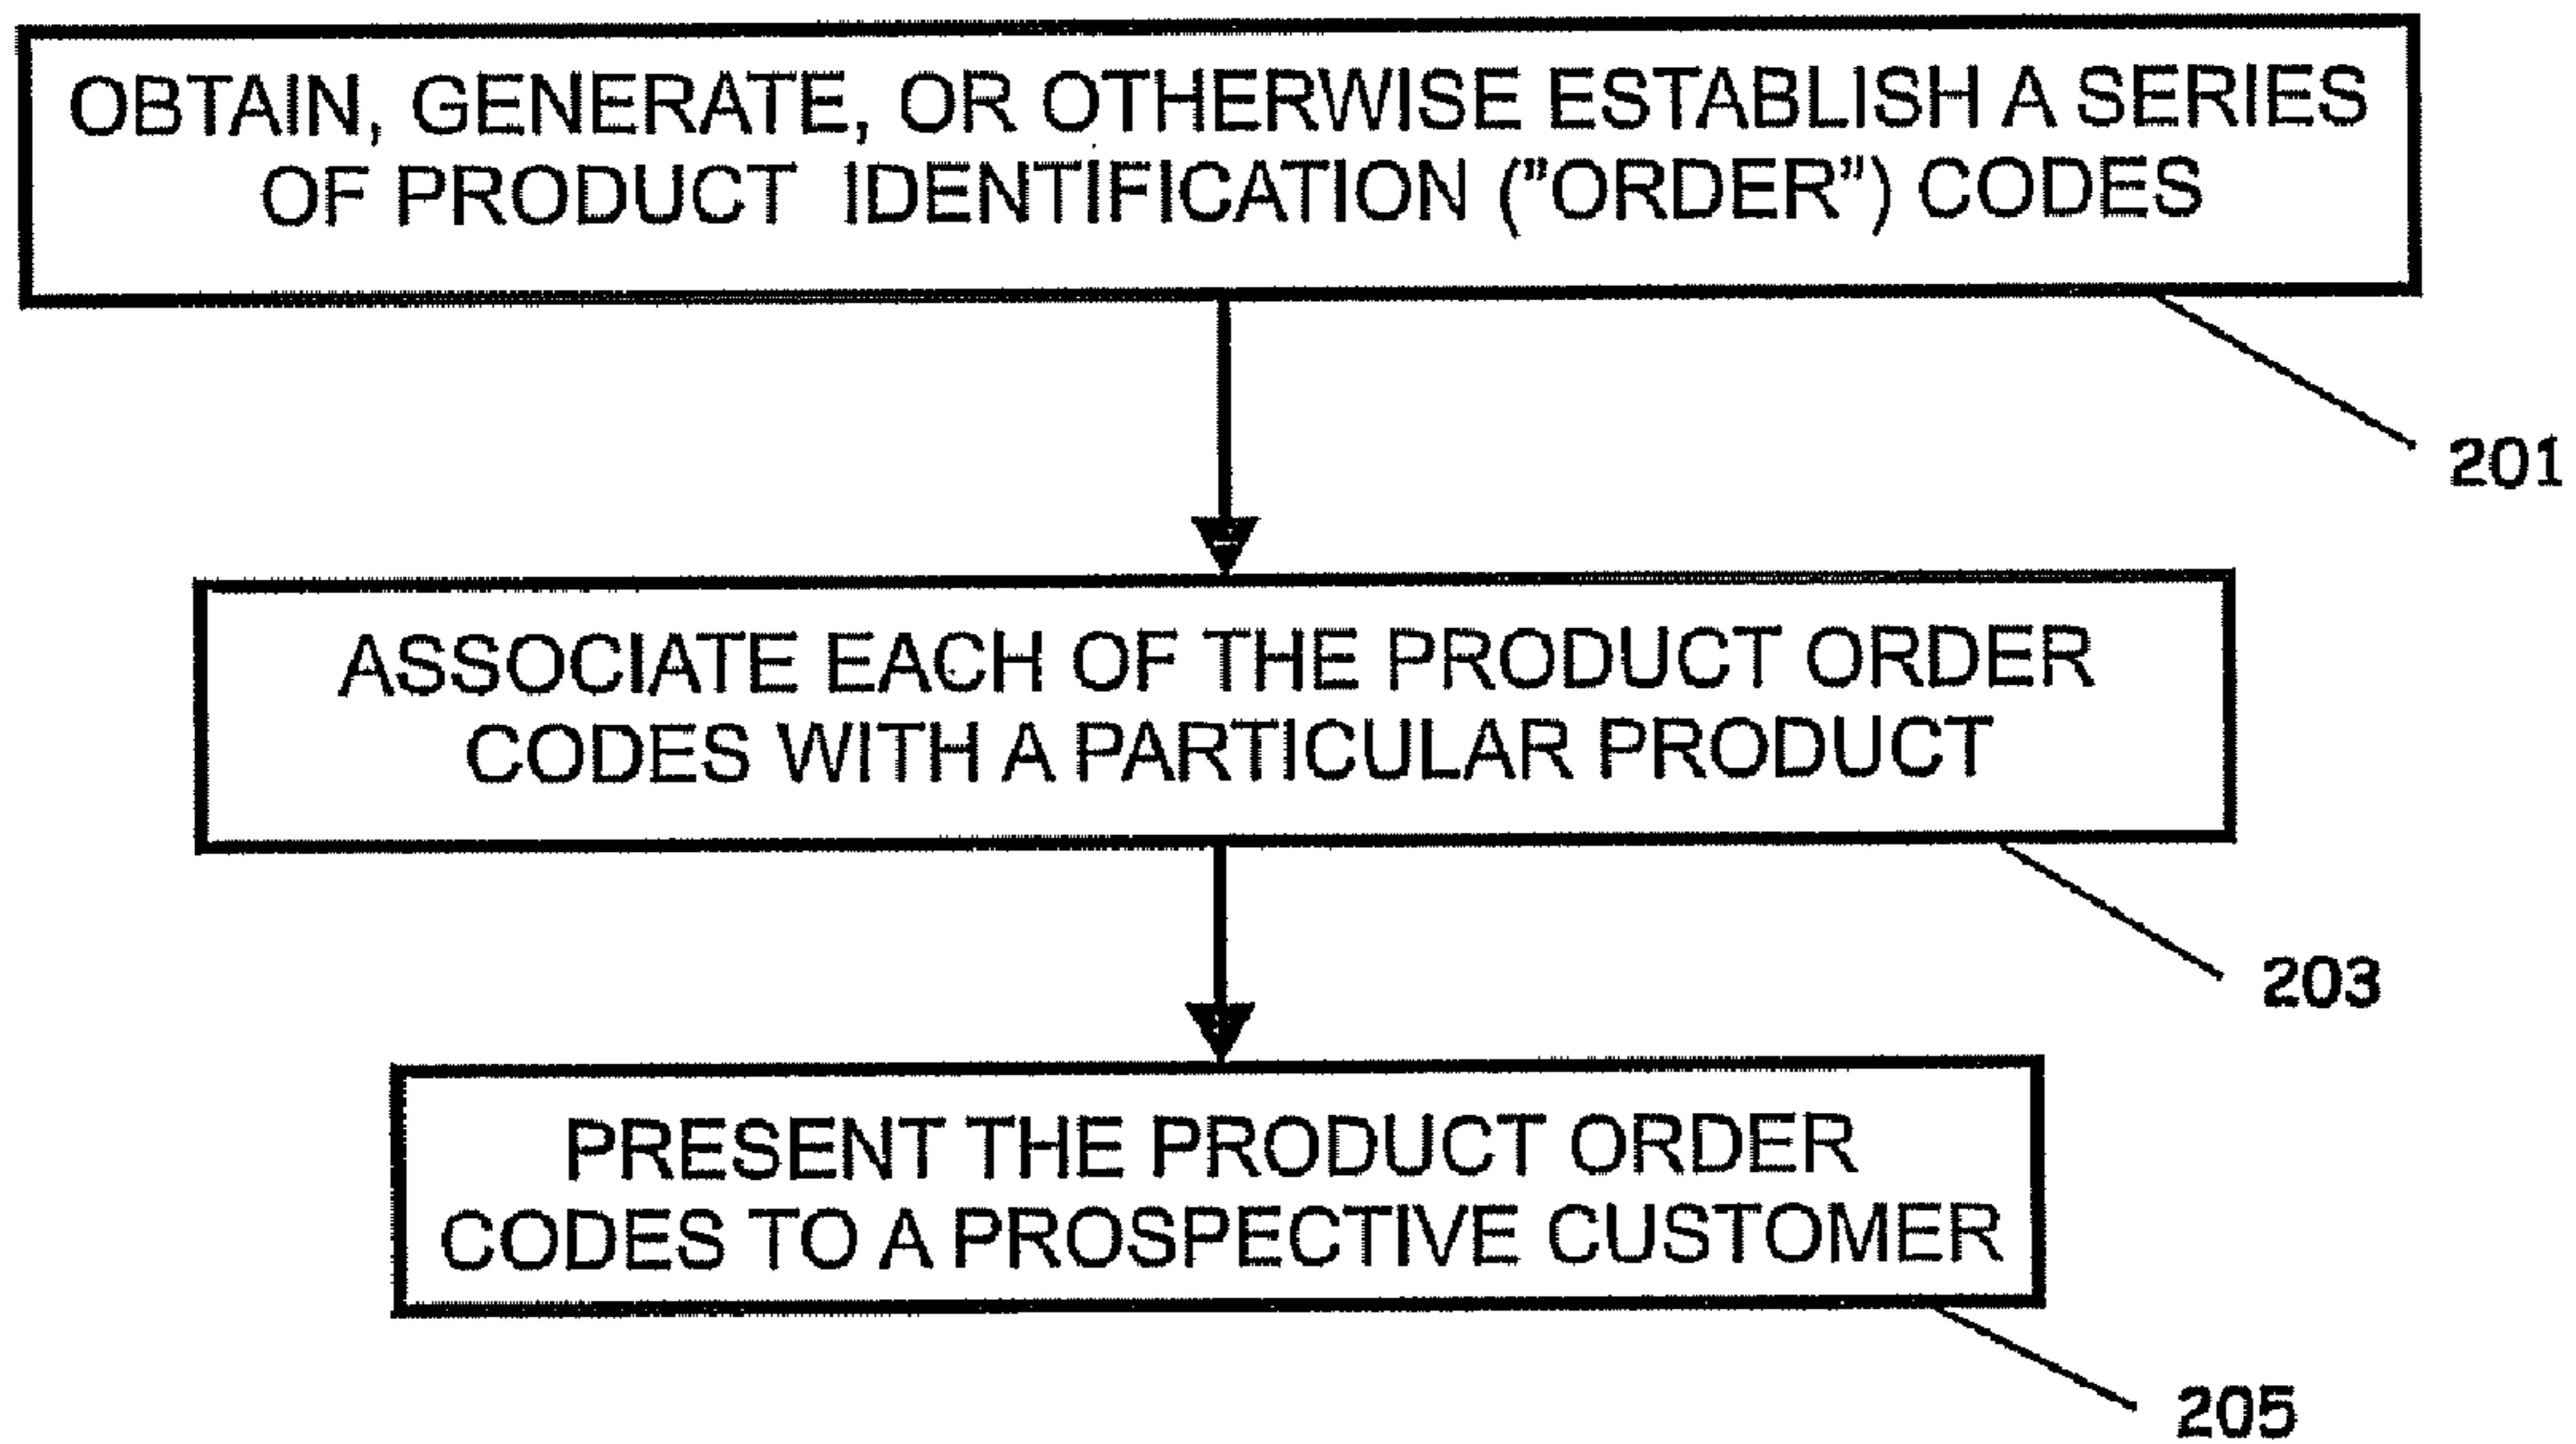 OBTAIN, GENERATE, OR OTHERWISE ESTABLISH A SERIES
OF PRODUCT IDENTIFICATION ("ORDER") CODES
201
ASSOCIATE EACH OF THE PRODUCT ORDER
CODES WITH A PARTICULAR PRODUCT
203
PRESENT THE PRODUCT ORDER
CODES TO A PROSPECTIVE CUSTOMER
205